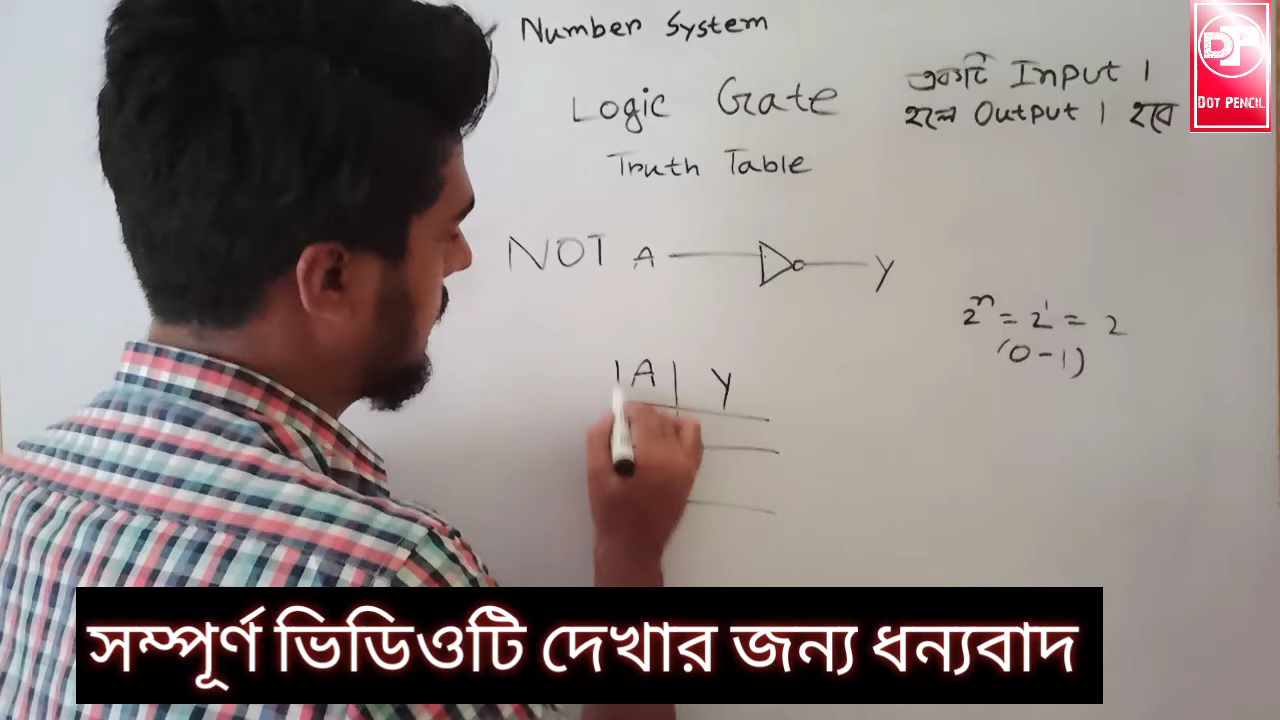 Number System
Logic Gate
Truth Table
একটি Input 1
হলে Output 1 হবে
DP
DOT PENCIL
NOT A Y
2ⁿ = 2¹ = 2
(0-1)
A Y
সম্পূর্ণ ভিডিওটি দেখার জন্য ধন্যবাদ